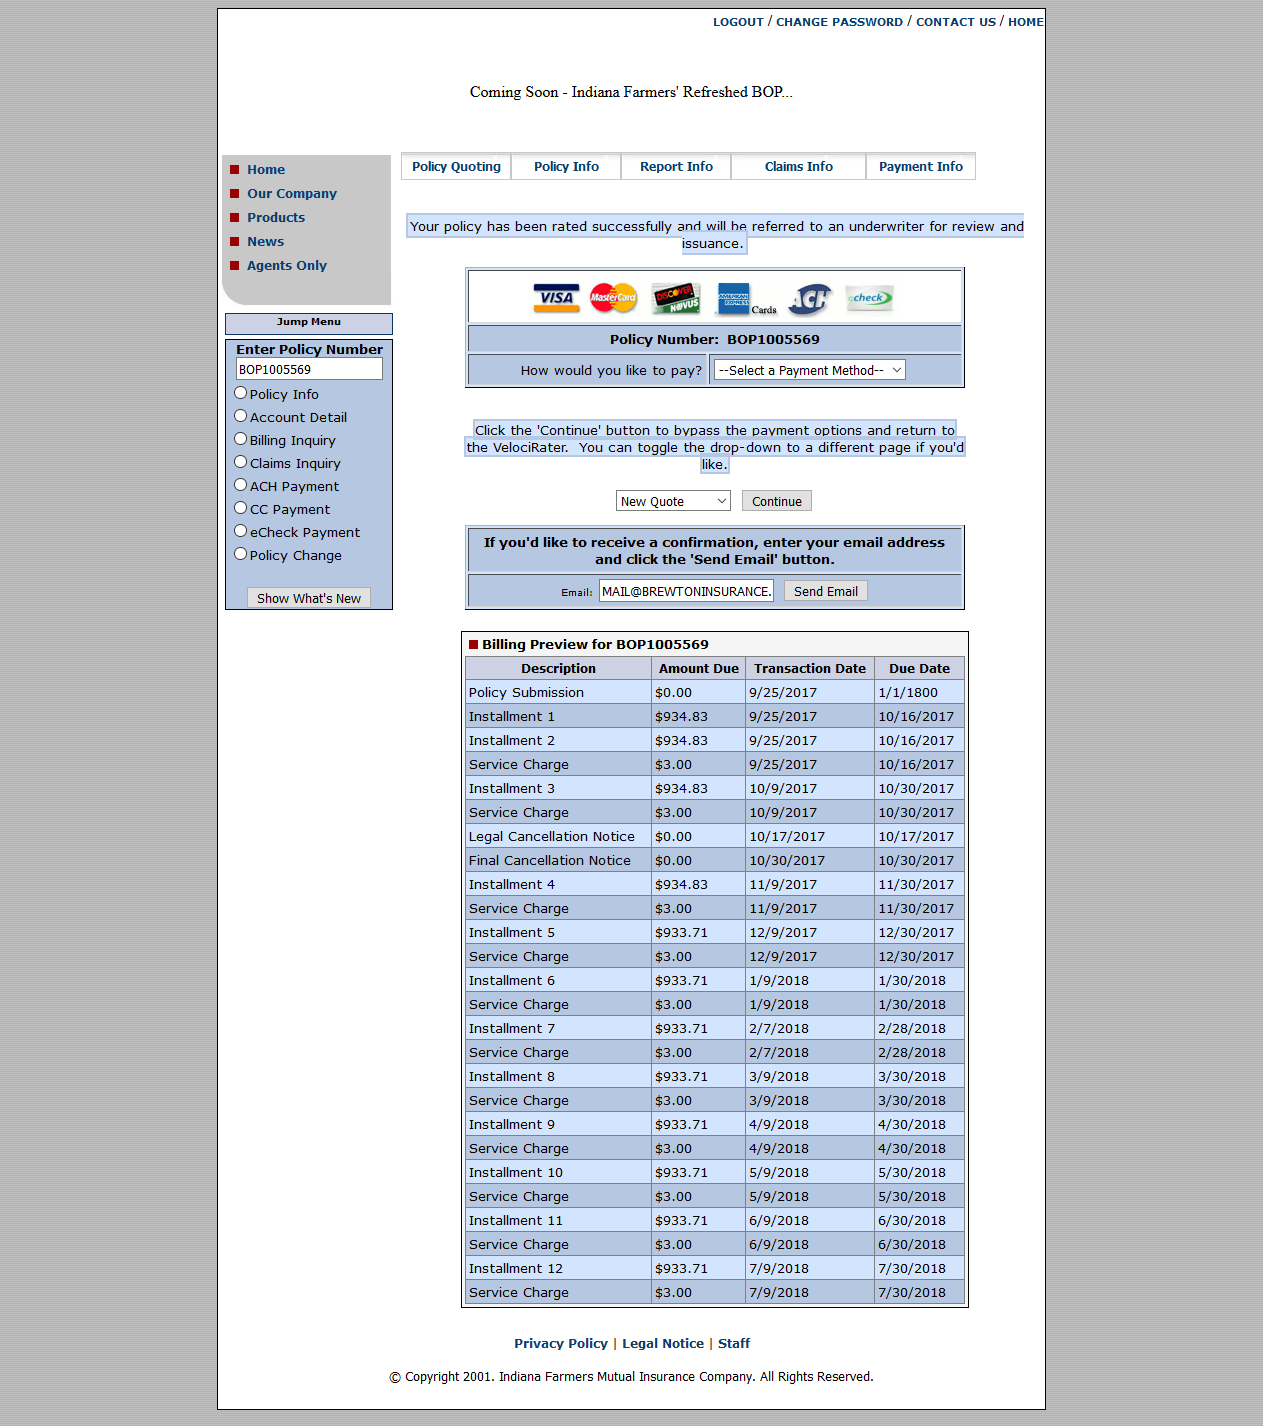 LOGOUT / CHANGE PASSWORD / CONTACT US / HOME
Coming Soon - Indiana Farmers' Refreshed BOP...
Home
Our Company
Products
News
Agents Only
Jump Menu
Enter Policy Number
BOP1005569
Policy Info
Account Detail
Billing Inquiry
Claims Inquiry
ACH Payment
CC Payment
eCheck Payment
Policy Change
Show What's New
Policy Quoting Policy Info Report Info Claims Info Payment Info
Your policy has been rated successfully and will be referred to an underwriter for review and
issuance.
VISA MasterCard DISCOVER NOVUS AMERICAN EXPRESS Cards ACH echeck
Policy Number: BOP1005569
How would you like to pay? --Select a Payment Method--
Click the 'Continue' button to bypass the payment options and return to
the VelociRater. You can toggle the drop-down to a different page if you'd
like.
New Quote Continue
If you'd like to receive a confirmation, enter your email address
and click the 'Send Email' button.
Email: MAIL@BREWTONINSURANCE. Send Email
Billing Preview for BOP1005569
Description Amount Due Transaction Date Due Date
Policy Submission $0.00 9/25/2017 1/1/1800
Installment 1 $934.83 9/25/2017 10/16/2017
Installment 2 $934.83 9/25/2017 10/16/2017
Service Charge $3.00 9/25/2017 10/16/2017
Installment 3 $934.83 10/9/2017 10/30/2017
Service Charge $3.00 10/9/2017 10/30/2017
Legal Cancellation Notice $0.00 10/17/2017 10/17/2017
Final Cancellation Notice $0.00 10/30/2017 10/30/2017
Installment 4 $934.83 11/9/2017 11/30/2017
Service Charge $3.00 11/9/2017 11/30/2017
Installment 5 $933.71 12/9/2017 12/30/2017
Service Charge $3.00 12/9/2017 12/30/2017
Installment 6 $933.71 1/9/2018 1/30/2018
Service Charge $3.00 1/9/2018 1/30/2018
Installment 7 $933.71 2/7/2018 2/28/2018
Service Charge $3.00 2/7/2018 2/28/2018
Installment 8 $933.71 3/9/2018 3/30/2018
Service Charge $3.00 3/9/2018 3/30/2018
Installment 9 $933.71 4/9/2018 4/30/2018
Service Charge $3.00 4/9/2018 4/30/2018
Installment 10 $933.71 5/9/2018 5/30/2018
Service Charge $3.00 5/9/2018 5/30/2018
Installment 11 $933.71 6/9/2018 6/30/2018
Service Charge $3.00 6/9/2018 6/30/2018
Installment 12 $933.71 7/9/2018 7/30/2018
Service Charge $3.00 7/9/2018 7/30/2018
Privacy Policy | Legal Notice | Staff
© Copyright 2001. Indiana Farmers Mutual Insurance Company. All Rights Reserved.